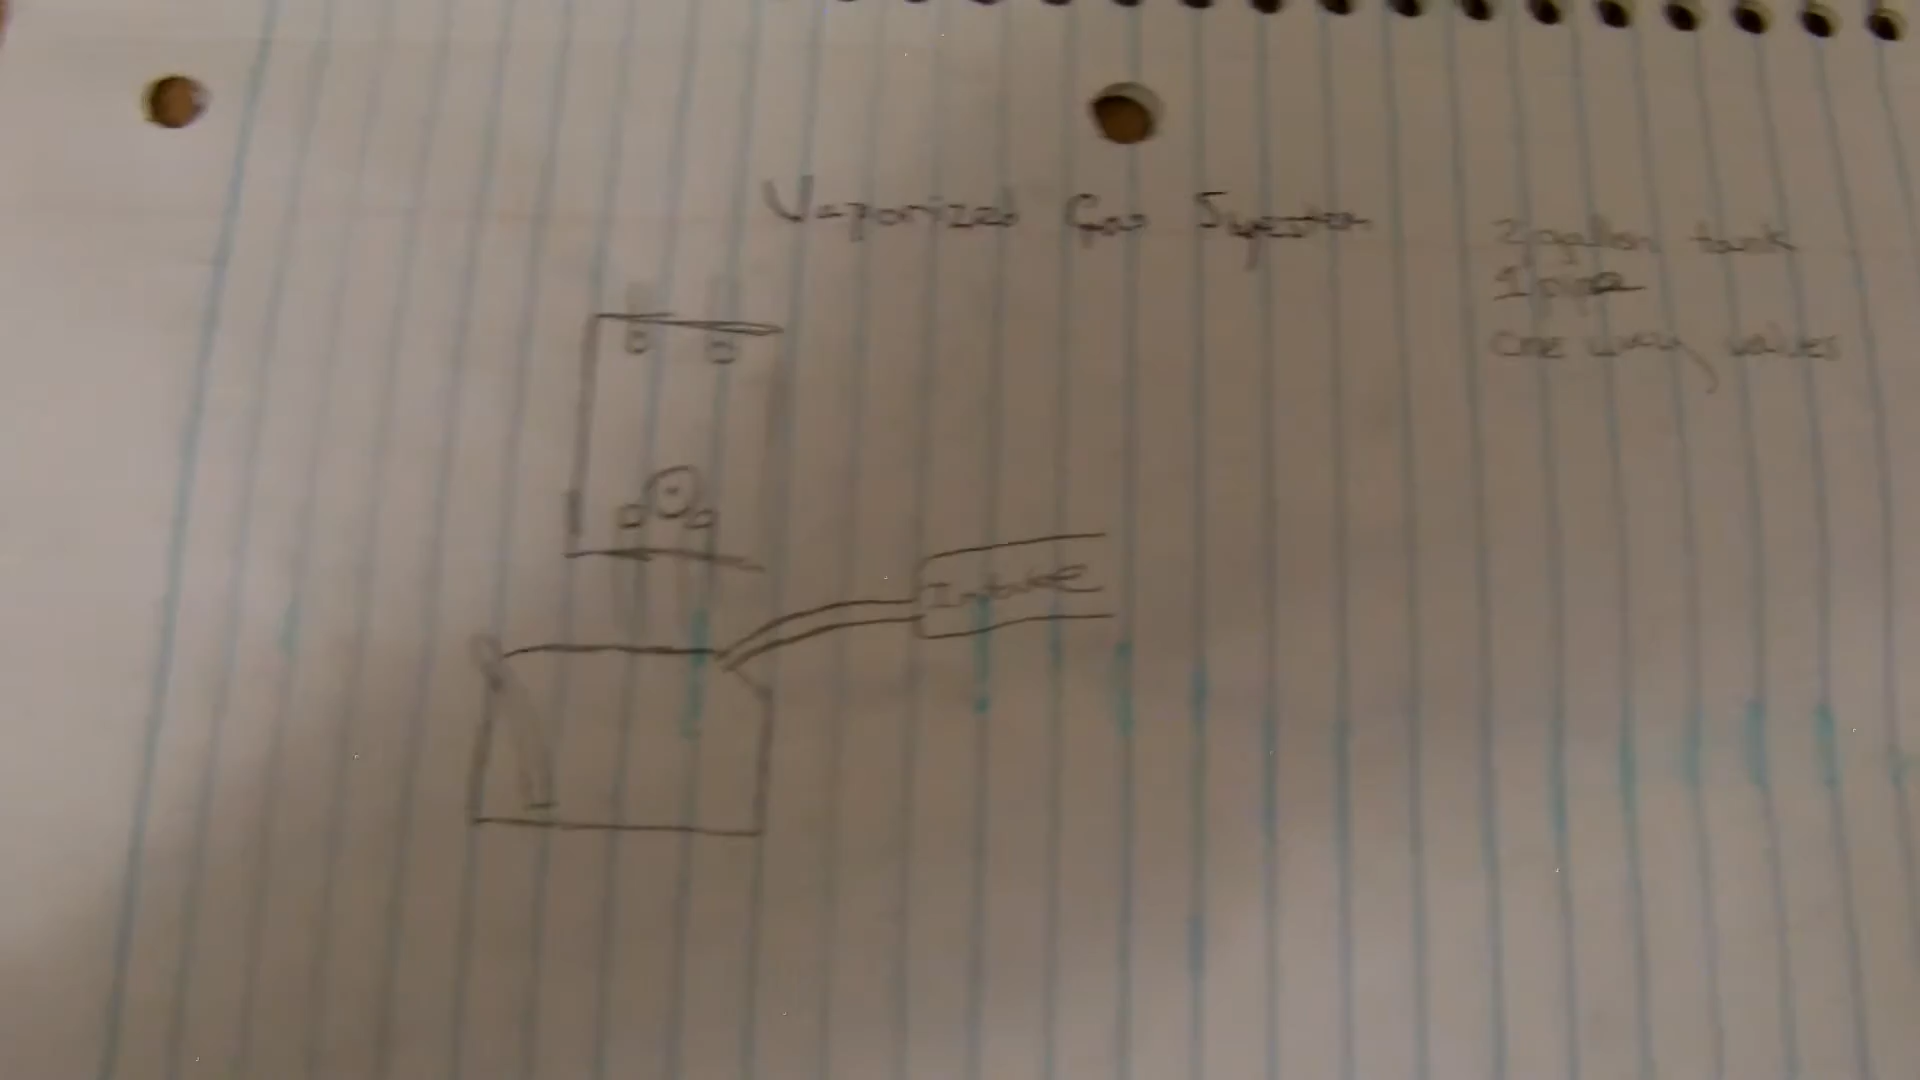 Vaporized Gas System
2 gallon tank
1 pipe
one way valves
Intake